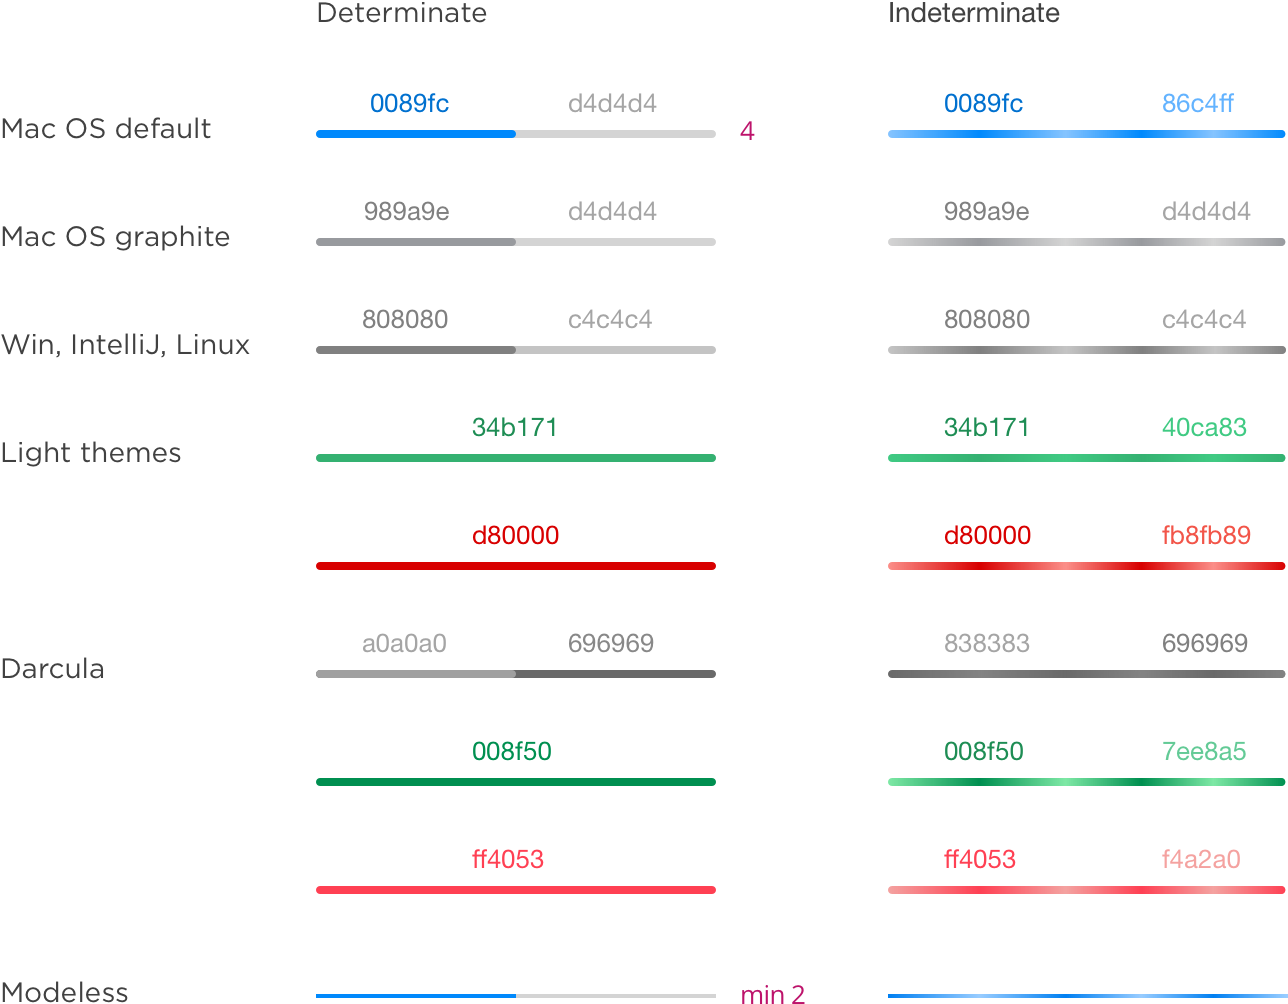 Determinate Indeterminate
0089fc d4d4d4 0089fc 86c4ff
Mac OS default 4
989a9e d4d4d4 989a9e d4d4d4
Mac OS graphite
808080 c4c4c4 808080 c4c4c4
Win, IntelliJ, Linux
34b171 34b171 40ca83
Light themes
d80000 d80000 fb8fb89
a0a0a0 696969 838383 696969
Darcula
008f50 008f50 7ee8a5
ff4053 ff4053 f4a2a0
Modeless min 2